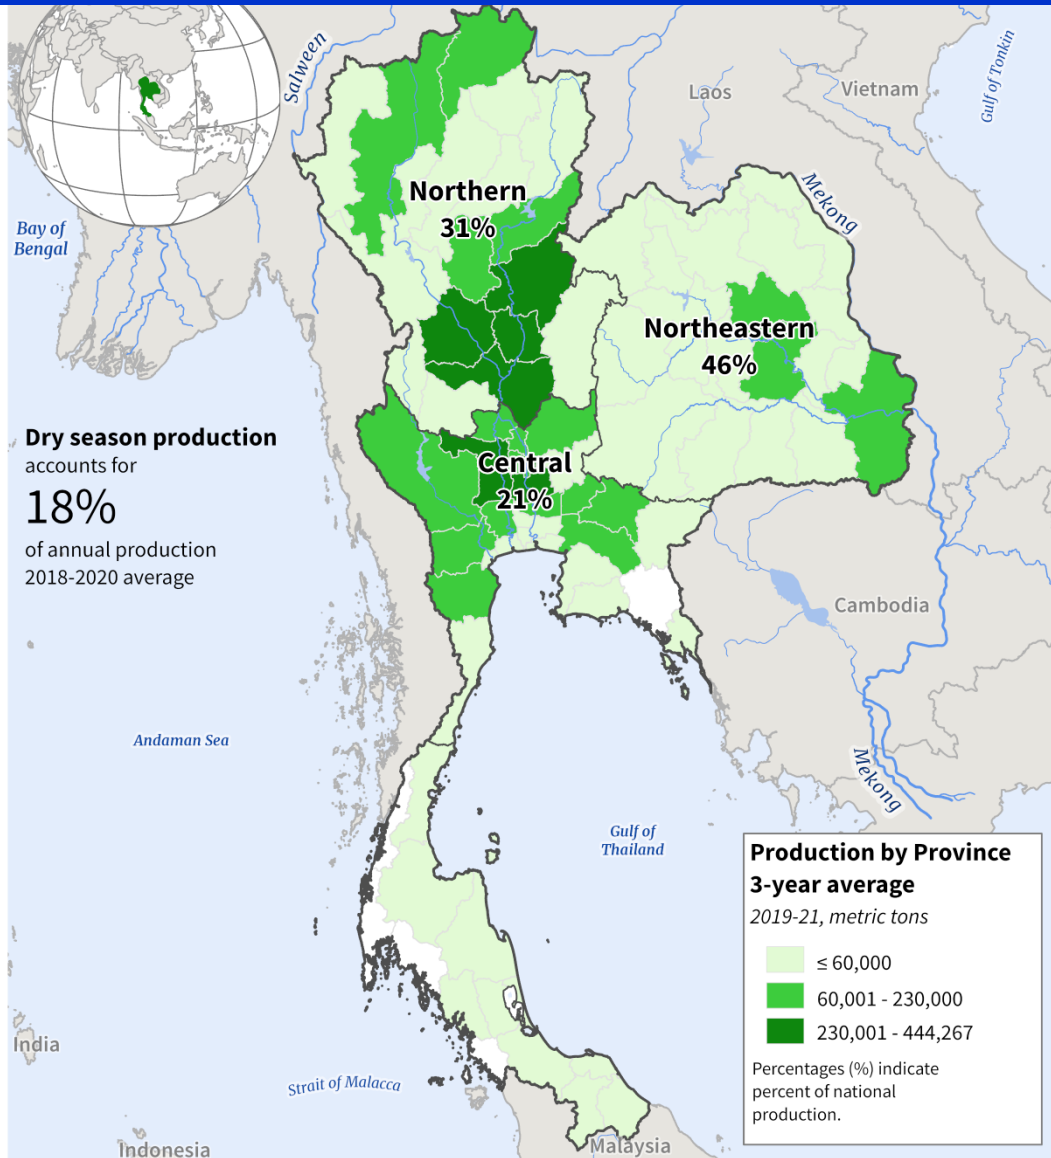 Salween
Laos
Vietnam
Gulf of Tonkin
Mekong
Bay of
Bengal
Northern
31%
Northeastern
46%
Dry season production
accounts for
18%
of annual production
2018-2020 average
Central
21%
Cambodia
Andaman Sea
Mekong
Gulf of
Thailand
Production by Province
3-year average
2019-21, metric tons
≤ 60,000
60,001 - 230,000
230,001 - 444,267
Percentages (%) indicate
percent of national
production.
India
Strait of Malacca
Indonesia
Malaysia